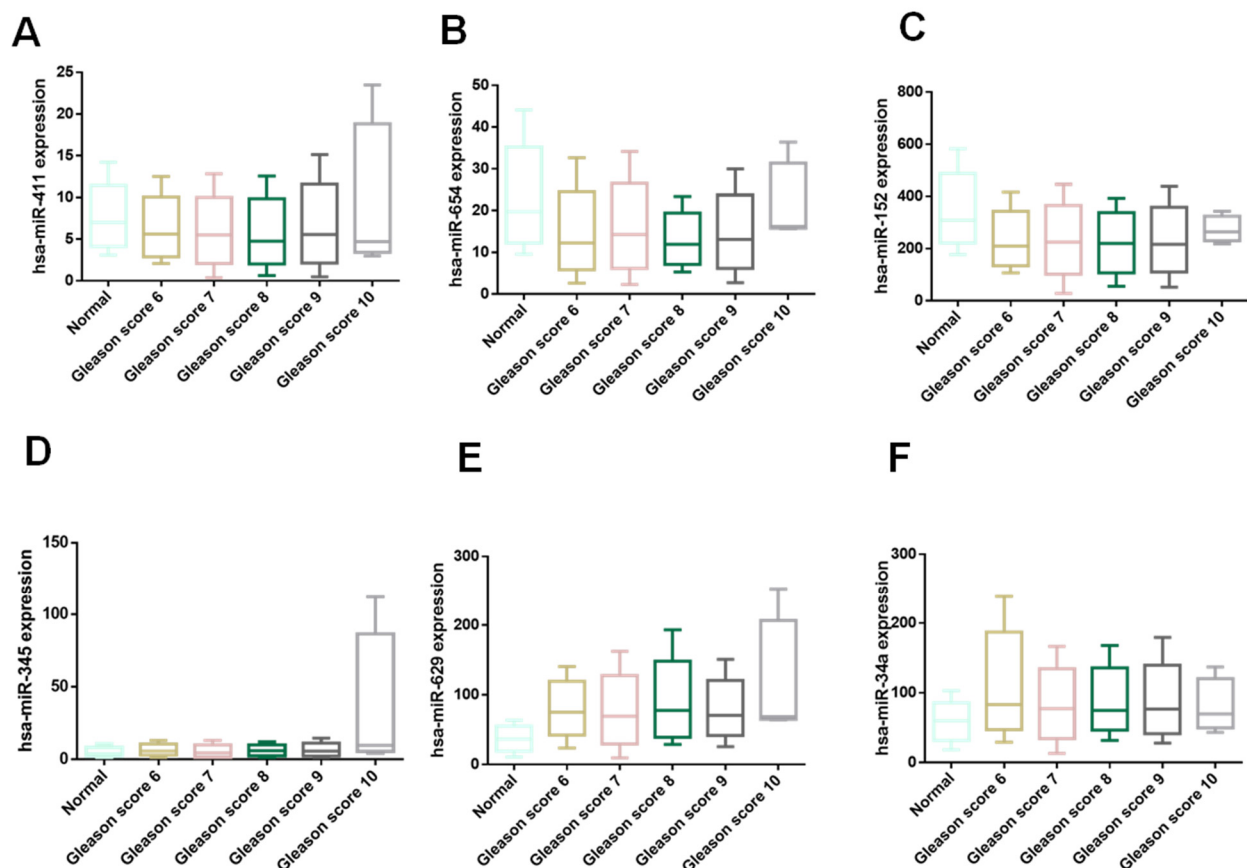 A
hsa-miR-411 expression
25
20
15
10
5
0
Normal
Gleason score 6
Gleason score 7
Gleason score 8
Gleason score 9
Gleason score 10
B
hsa-miR-654 expression
50
40
30
20
10
0
Normal
Gleason score 6
Gleason score 7
Gleason score 8
Gleason score 9
Gleason score 10
C
hsa-miR-152 expression
800
600
400
200
0
Normal
Gleason score 6
Gleason score 7
Gleason score 8
Gleason score 9
Gleason score 10
D
hsa-miR-345 expression
150
100
50
0
Normal
Gleason score 6
Gleason score 7
Gleason score 8
Gleason score 9
Gleason score 10
E
hsa-miR-629 expression
300
200
100
0
Normal
Gleason score 6
Gleason score 7
Gleason score 8
Gleason score 9
Gleason score 10
F
hsa-miR-34a expression
300
200
100
0
Normal
Gleason score 6
Gleason score 7
Gleason score 8
Gleason score 9
Gleason score 10